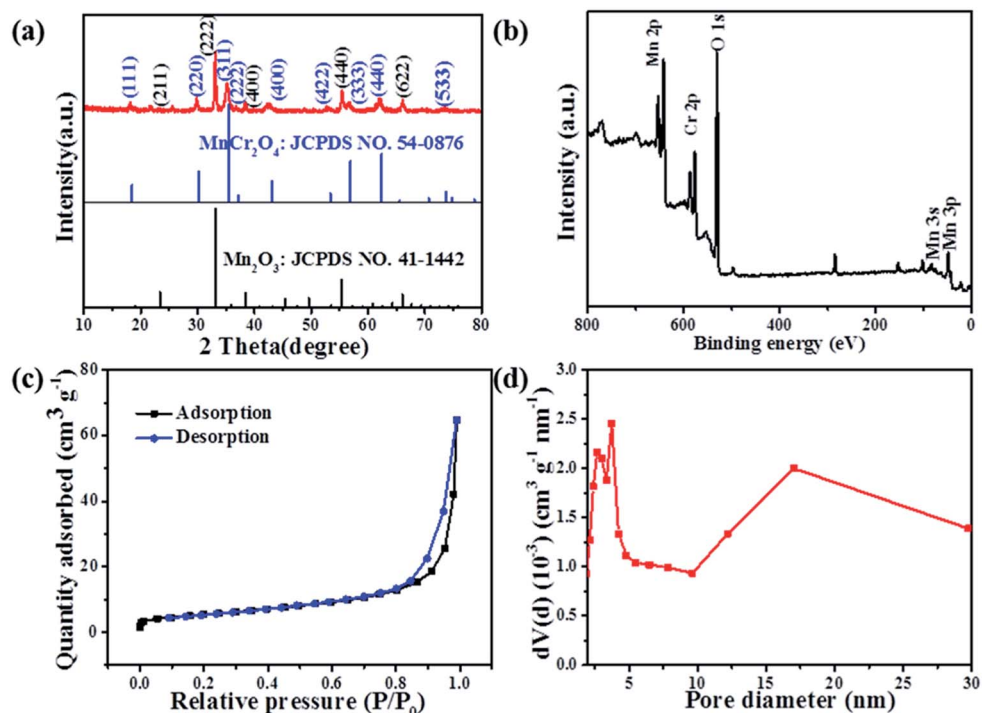 (a)
Intensity(a.u.)
(111)
(211)
(220)
(222)
(311)
(222)
(400)
(400)
(422)
(440)
(333)
(440)
(622)
(533)
MnCr₂O₄: JCPDS NO. 54-0876
Mn₂O₃: JCPDS NO. 41-1442
10 20 30 40 50 60 70 80
2 Theta(degree)
(b)
Intensity (a.u.)
Mn 2p
Cr 2p
O 1s
Mn 3s
Mn 3p
800 600 400 200 0
Binding energy (eV)
(c)
Quantity adsorbed (cm³ g⁻¹)
80
60
40
20
0
Adsorption
Desorption
0.0 0.2 0.4 0.6 0.8 1.0
Relative pressure (P/P₀)
(d)
dV(d) (10⁻³) (cm³ g⁻¹ nm⁻¹)
3.0
2.5
2.0
1.5
1.0
0.5
0.0
5 10 15 20 25 30
Pore diameter (nm)